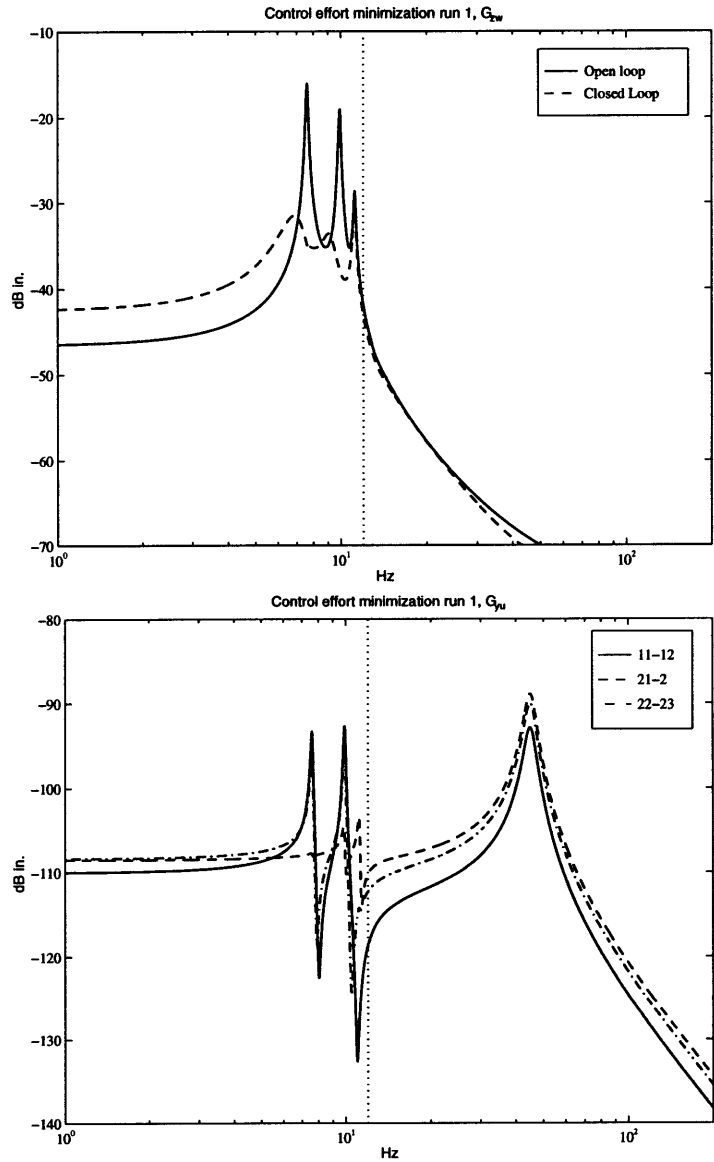 Control effort minimization run 1, G_zw
-10
-20
-30
-40
-50
-60
-70
dB in.
Open loop
Closed Loop
10^0
10^1
10^2
Hz
Control effort minimization run 1, G_yu
-80
-90
-100
-110
-120
-130
-140
dB in.
11-12
21-2
22-23
10^0
10^1
10^2
Hz